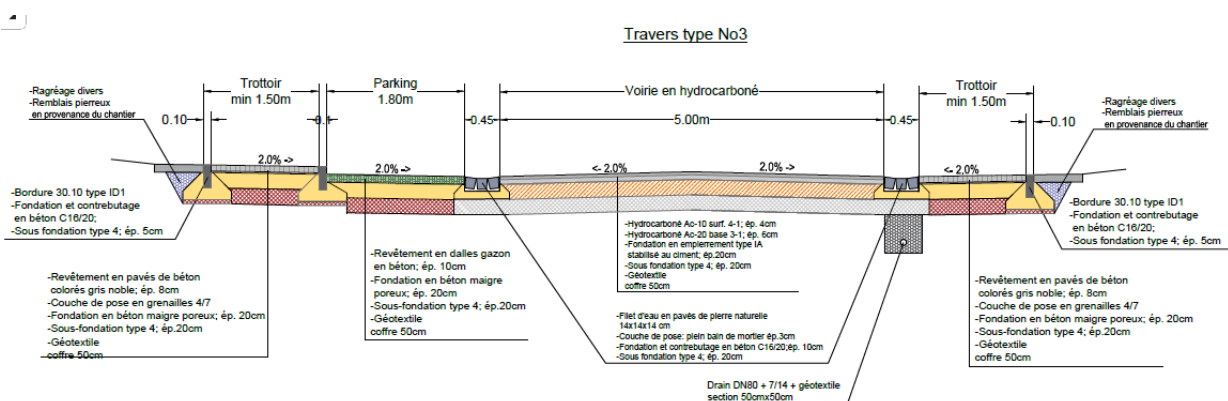 Travers type No3
-Ragréage divers
-Remblais pierreux
en provenance du chantier
Trottoir
min 1.50m
Parking
1.80m
Voirie en hydrocarboné
5.00m
Trottoir
min 1.50m
-Ragréage divers
-Remblais pierreux
en provenance du chantier
0.10
0.1
0.45
0.45
0.10
2.0% ->
2.0% ->
<- 2.0%
2.0% ->
<- 2.0%
-Bordure 30.10 type ID1
-Fondation et contrebutage
en béton C16/20;
-Sous fondation type 4; ép. 5cm
-Revêtement en pavés de béton
colorés gris noble; ép. 8cm
-Couche de pose en grenailles 4/7
-Fondation en béton maigre poreux; ép. 20cm
-Sous-fondation type 4; ép.20cm
-Géotextile
coffre 50cm
-Revêtement en dalles gazon
en béton; ép. 10cm
-Fondation en béton maigre
poreux; ép. 20cm
-Sous-fondation type 4; ép.20cm
-Géotextile
coffre 50cm
-Hydrocarboné Ac-10 surf. 4-1; ép. 4cm
-Hydrocarboné Ac-20 base 3-1; ép. 6cm
-Fondation en empierrement type IA
stabilisé au ciment; ép.20cm
-Sous fondation type 4; ép. 20cm
-Géotextile
coffre 50cm
-Filet d'eau en pavés de pierre naturelle
14x14x14 cm
-Couche de pose: plein bain de mortier ép.3cm
-Fondation et contrebutage en béton C16/20;ép. 10cm
-Sous fondation type 4; ép. 20cm
Drain DN80 + 7/14 + géotextile
section 50cmx50cm
-Bordure 30.10 type ID1
-Fondation et contrebutage
en béton C16/20;
-Sous fondation type 4; ép. 5cm
-Revêtement en pavés de béton
colorés gris noble; ép. 8cm
-Couche de pose en grenailles 4/7
-Fondation en béton maigre poreux; ép. 20cm
-Sous-fondation type 4; ép.20cm
-Géotextile
coffre 50cm